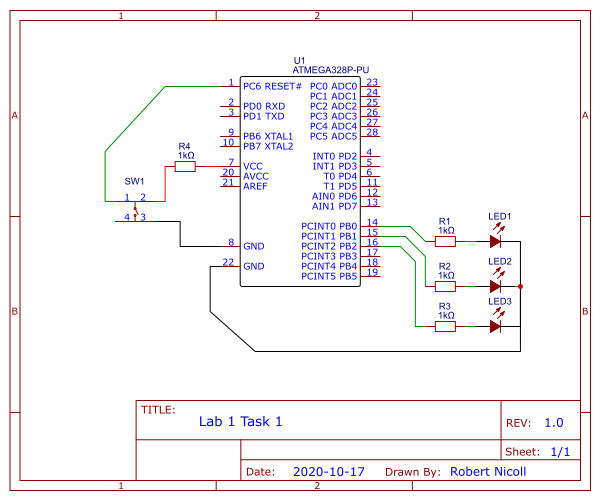 1 2
A A
U1
ATMEGA328P-PU
1 PC6 RESET# PC0 ADC0 23
PC1 ADC1 24
2 PD0 RXD PC2 ADC2 25
3 PD1 TXD PC3 ADC3 26
PC4 ADC4 27
9 PB6 XTAL1 PC5 ADC5 28
10 PB7 XTAL2
INT0 PD2 4
7 VCC INT1 PD3 5
20 AVCC T0 PD4 6
21 AREF T1 PD5 11
AIN0 PD6 12
AIN1 PD7 13
PCINT0 PB0 14
PCINT1 PB1 15
8 GND PCINT2 PB2 16
PCINT3 PB3 17
22 GND PCINT4 PB4 18
PCINT5 PB5 19
R4
1kΩ
SW1
1 2
4 3
R1
1kΩ
LED1
R2
1kΩ
LED2
R3
1kΩ
LED3
B B
TITLE:
Lab 1 Task 1
REV: 1.0
Sheet: 1/1
Date: 2020-10-17 Drawn By: Robert Nicoll
1 2